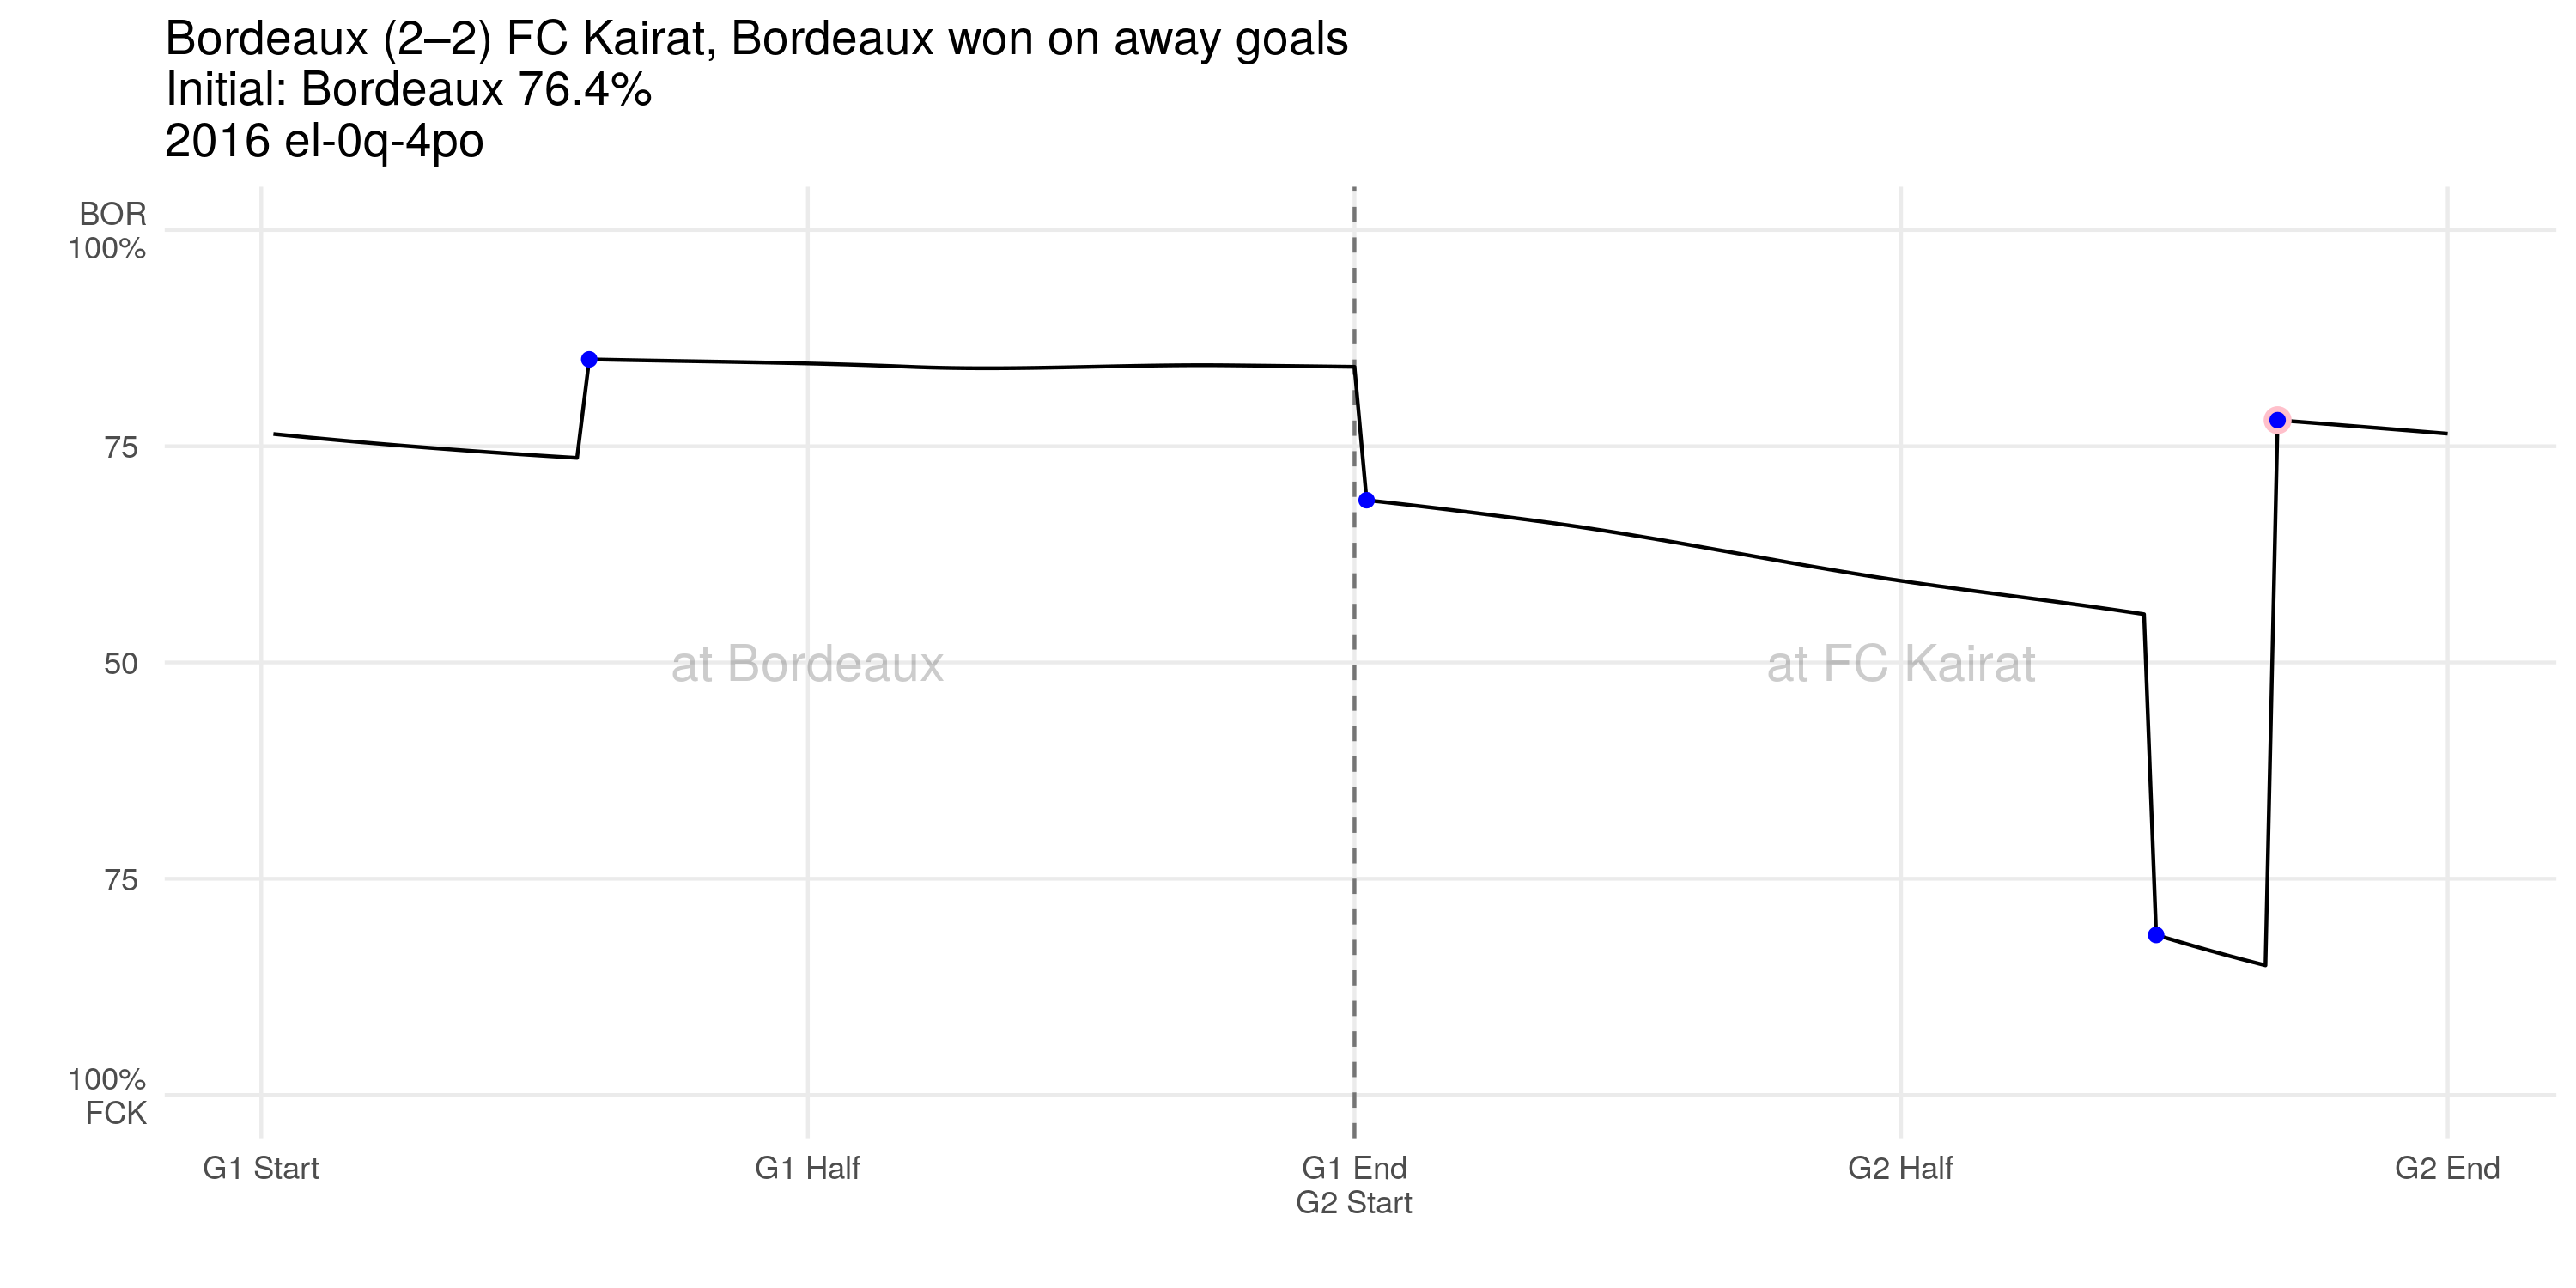 Bordeaux (2–2) FC Kairat, Bordeaux won on away goals
Initial: Bordeaux 76.4%
2016 el-0q-4po
BOR
100%
75
50
75
100%
FCK
at Bordeaux
at FC Kairat
G1 Start
G1 Half
G1 End
G2 Start
G2 Half
G2 End